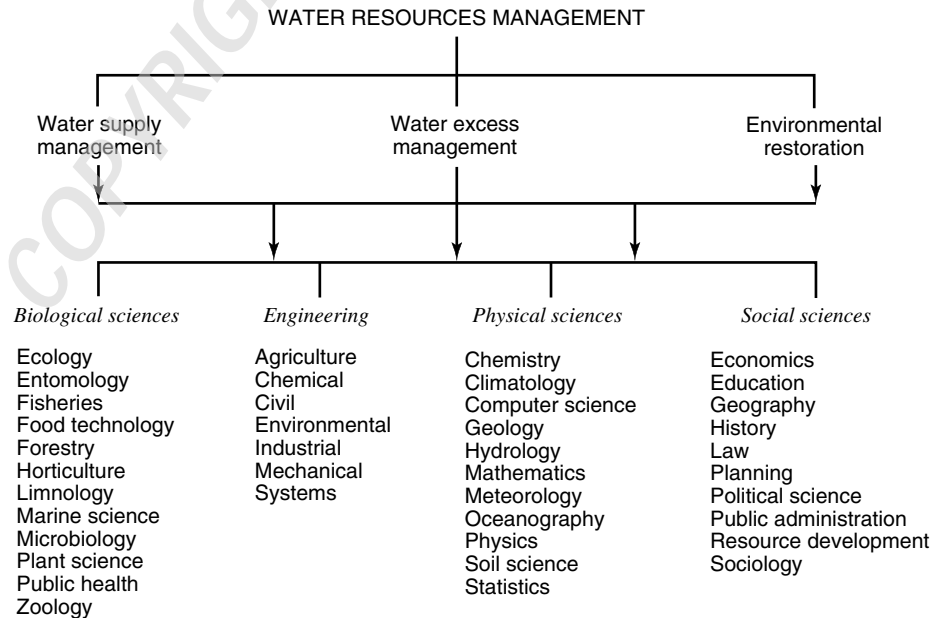 WATER RESOURCES MANAGEMENT
Water supply
management
Water excess
management
Environmental
restoration
Biological sciences
Ecology
Entomology
Fisheries
Food technology
Forestry
Horticulture
Limnology
Marine science
Microbiology
Plant science
Public health
Zoology
Engineering
Agriculture
Chemical
Civil
Environmental
Industrial
Mechanical
Systems
Physical sciences
Chemistry
Climatology
Computer science
Geology
Hydrology
Mathematics
Meteorology
Oceanography
Physics
Soil science
Statistics
Social sciences
Economics
Education
Geography
History
Law
Planning
Political science
Public administration
Resource development
Sociology